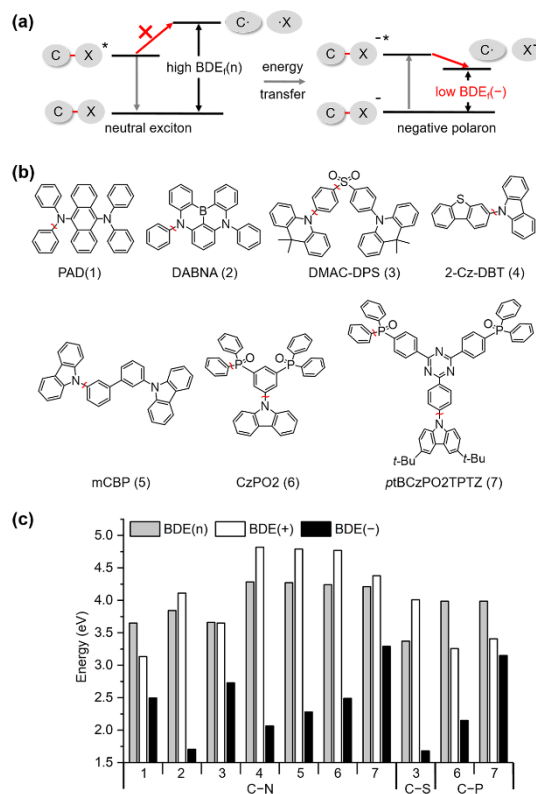 (a)
C–X * C· ·X
high BDEf(n)
C–X
neutral exciton
energy
transfer
C–X −* C· X−
low BDEf(−)
C–X −
negative polaron
(b)
N N
PAD(1)
B
N N
DABNA (2)
O S O
N N
DMAC-DPS (3)
S N
2-Cz-DBT (4)
N N
mCBP (5)
P O O P
N
CzPO2 (6)
P O P O
N N
N
N
t-Bu t-Bu
ptBCzPO2TPTZ (7)
(c)
BDE(n) BDE(+) BDE(−)
Energy (eV)
5.0
4.5
4.0
3.5
3.0
2.5
2.0
1.5
1 2 3 4 5 6 7 3 6 7
C−N C−S C−P